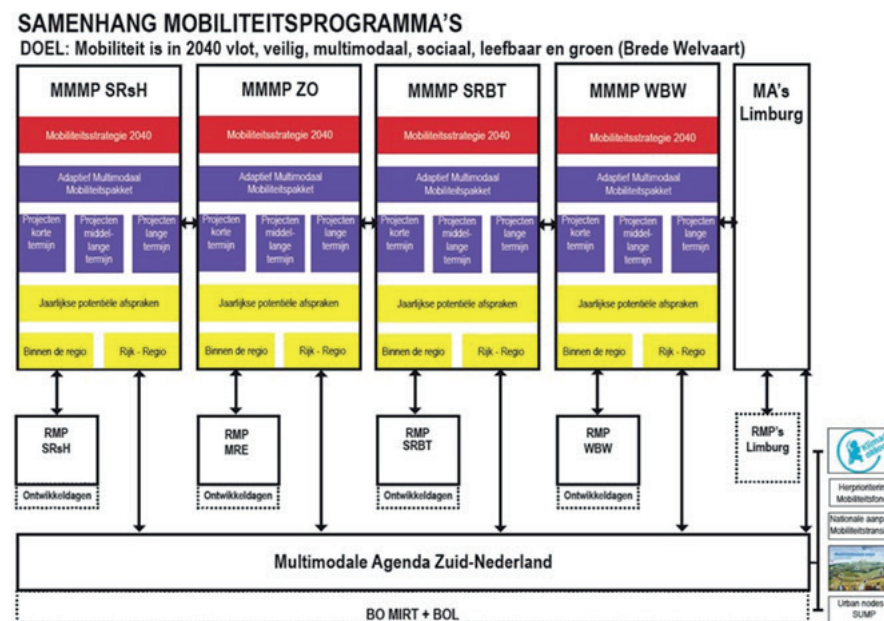 SAMENHANG MOBILITEITSPROGRAMMA'S
DOEL: Mobiliteit is in 2040 vlot, veilig, multimodaal, sociaal, leefbaar en groen (Brede Welvaart)
MMMP SRsH
Mobiliteitsstrategie 2040
Adaptief Multimodaal
Mobiliteitspakket
Projecten
korte
termijn
Projecten
middel-
lange
termijn
Projecten
lange
termijn
Jaarlijkse potentiële afspraken
Binnen de regio
Rijk - Regio
MMMP ZO
Mobiliteitsstrategie 2040
Adaptief Multimodaal
Mobiliteitspakket
Projecten
korte
termijn
Projecten
middel-
lange
termijn
Projecten
lange
termijn
Jaarlijkse potentiële afspraken
Binnen de regio
Rijk - Regio
MMMP SRBT
Mobiliteitsstrategie 2040
Adaptief Multimodaal
Mobiliteitspakket
Projecten
korte
termijn
Projecten
middel-
lange
termijn
Projecten
lange
termijn
Jaarlijkse potentiële afspraken
Binnen de regio
Rijk - Regio
MMMP WBW
Mobiliteitsstrategie 2040
Adaptief Multimodaal
Mobiliteitspakket
Projecten
korte
termijn
Projecten
middel-
lange
termijn
Projecten
lange
termijn
Jaarlijkse potentiële afspraken
Binnen de regio
Rijk - Regio
MA's
Limburg
RMP
SRsH
Ontwikkeldagen
RMP
MRE
Ontwikkeldagen
RMP
SRBT
Ontwikkeldagen
RMP
WBW
Ontwikkeldagen
RMP's
Limburg
Multimodale Agenda Zuid-Nederland
BO MIRT + BOL
Nationale
Urban nodes
SUMP